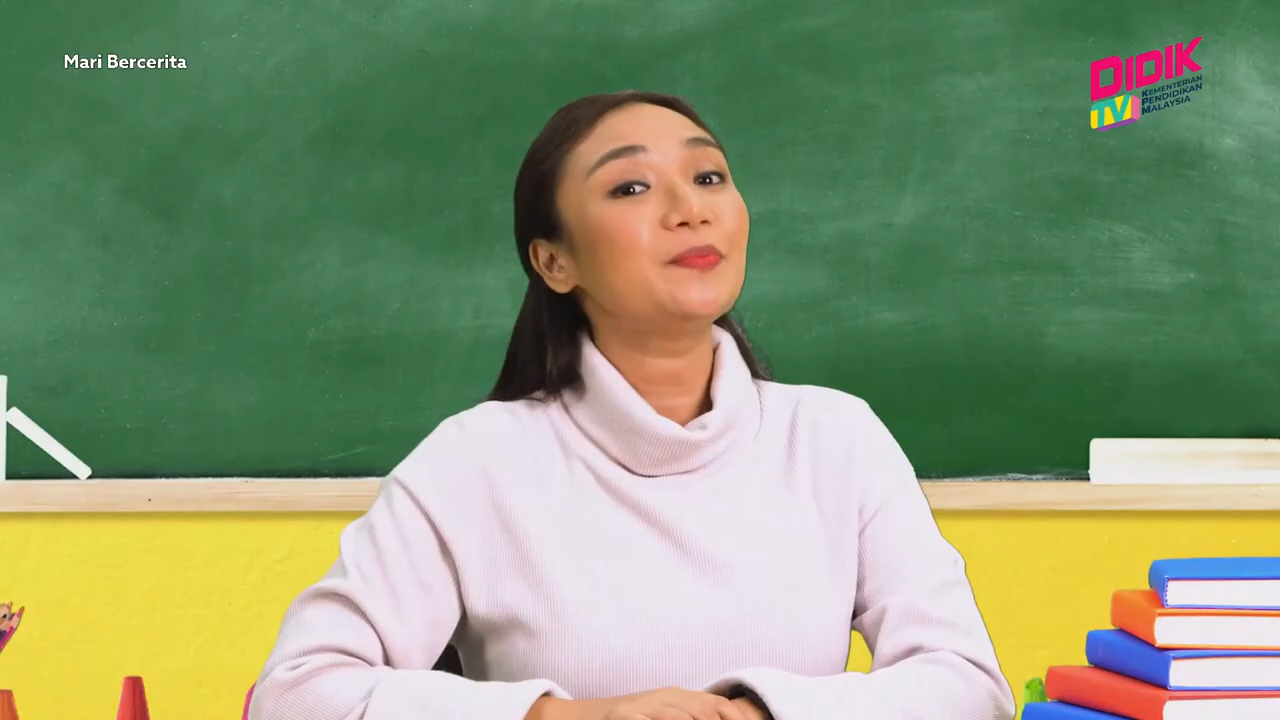 Mari Bercerita
DIDIK
TV
KEMENTERIAN
PENDIDIKAN
MALAYSIA